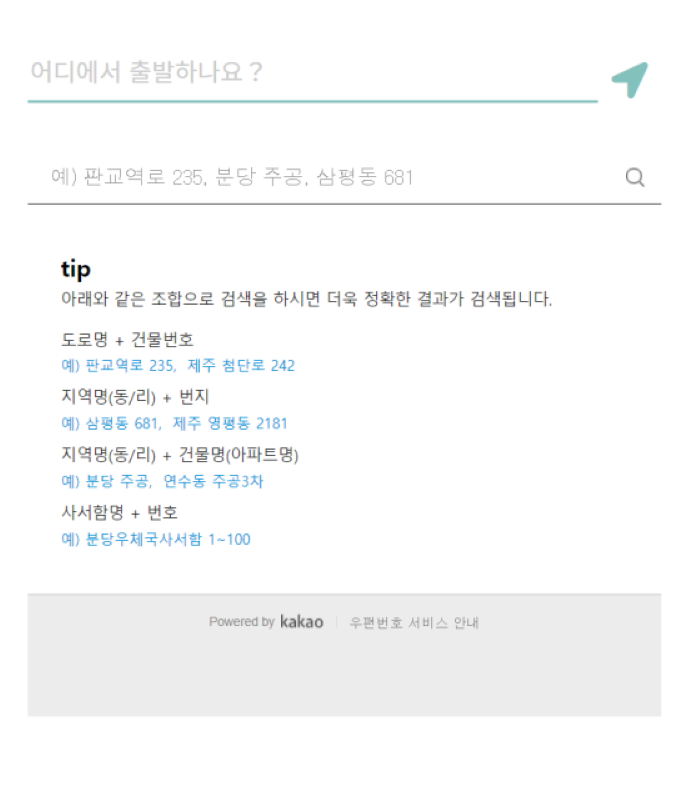 어디에서 출발하나요 ?
예) 판교역로 235, 분당 주공, 삼평동 681
tip
아래와 같은 조합으로 검색을 하시면 더욱 정확한 결과가 검색됩니다.
도로명 + 건물번호
예) 판교역로 235, 제주 첨단로 242
지역명(동/리) + 번지
예) 삼평동 681, 제주 영평동 2181
지역명(동/리) + 건물명(아파트명)
예) 분당 주공, 연수동 주공3차
사서함명 + 번호
예) 분당우체국사서함 1~100
Powered by kakao 우편번호 서비스 안내